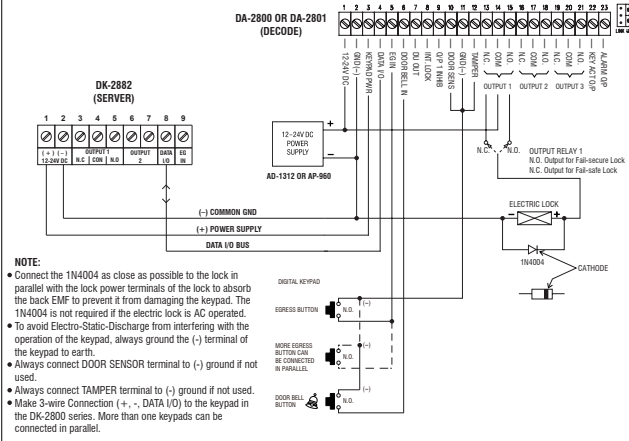 DA-2800 OR DA-2801
(DECODE)
1 2 3 4 5 6 7 8 9 10 11 12 13 14 15 16 17 18 19 20 21 22 23
12-24V DC
GND(-)
KEYPAD PWR
DATA I/O
EG IN
DOOR BELL IN
DU OUT
INT. LOCK
O/P 1 INHIB
DOOR SENS
GND(-)
TAMPER
N.C.
COM
N.O.
N.C.
COM
N.O.
N.C.
COM
N.O.
KEY ACT O/P
ALARM O/P
OUTPUT 1
OUTPUT 2
OUTPUT 3
DK-2882
(SERVER)
1 2 3 4 5 6 7 8 9
(+) (-)
12-24V DC
OUTPUT 1
N.C CON N.O
OUTPUT
2
DATA
I/O
EG
IN
12–24V DC
POWER
SUPPLY
+
–
AD-1312 OR AP-960
N.C.
N.O.
OUTPUT RELAY 1
N.O. Output for Fail-secure Lock
N.C. Output for Fail-safe Lock
ELECTRIC LOCK
– +
1N4004
CATHODE
(–) COMMON GND
(+) POWER SUPPLY
DATA I/O BUS
NOTE:
• Connect the 1N4004 as close as possible to the lock in
parallel with the lock power terminals of the lock to absorb
the back EMF to prevent it from damaging the keypad. The
1N4004 is not required if the electric lock is AC operated.
• To avoid Electro-Static-Discharge from interfering with the
operation of the keypad, always ground the (-) terminal of
the keypad to earth.
• Always connect DOOR SENSOR terminal to (-) ground if not
used.
• Always connect TAMPER terminal to (-) ground if not used.
• Make 3-wire Connection (+, -, DATA I/O) to the keypad in
the DK-2800 series. More than one keypads can be
connected in parallel.
DIGITAL KEYPAD
EGRESS BUTTON
N.O.
(–)
MORE EGRESS
BUTTON CAN
BE CONNECTED
IN PARALLEL
N.O.
(–)
DOOR BELL
BUTTON
N.O.
(–)